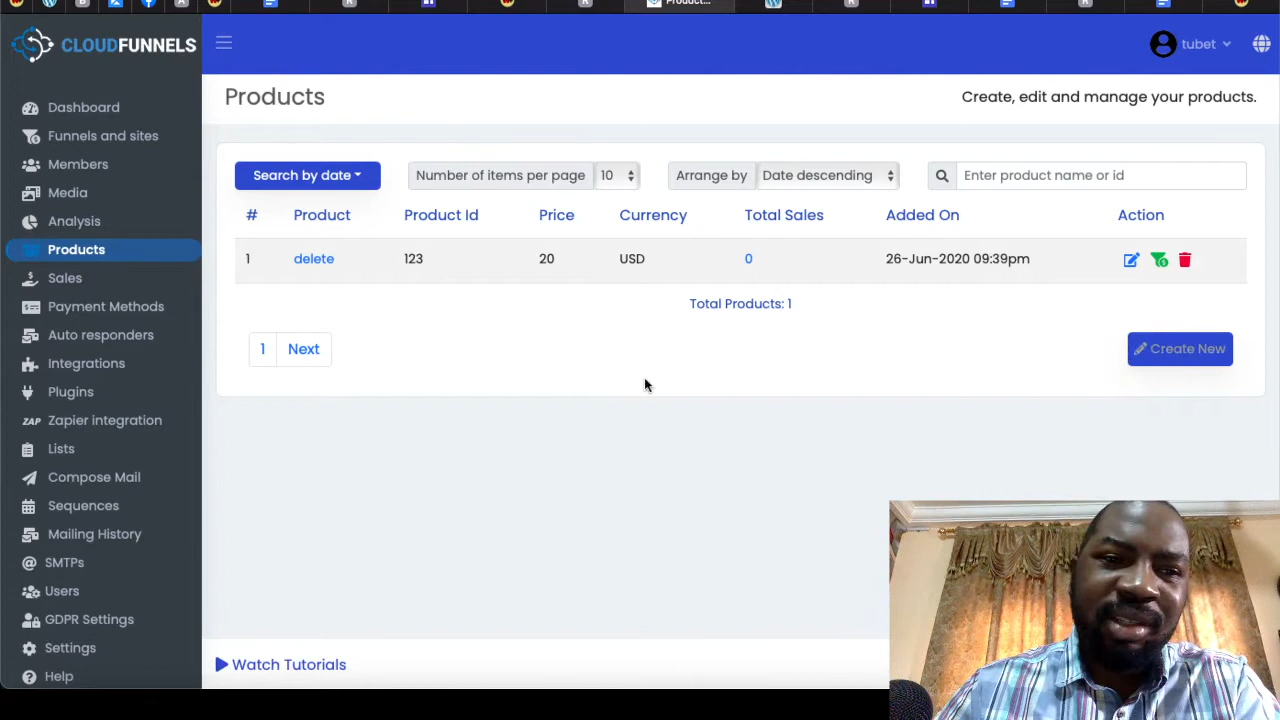 Product...
CLOUDFUNNELS
tubet
Dashboard
Funnels and sites
Members
Media
Analysis
Products
Sales
Payment Methods
Auto responders
Integrations
Plugins
ZAP Zapier integration
Lists
Compose Mail
Sequences
Mailing History
@ SMTPs
Users
GDPR Settings
Settings
Help
Products
Create, edit and manage your products.
Search by date
Number of items per page 10
Arrange by Date descending
Enter product name or id
# Product Product Id Price Currency Total Sales Added On Action
1 delete 123 20 USD 0 26-Jun-2020 09:39pm
Total Products: 1
1 Next
Create New
Watch Tutorials